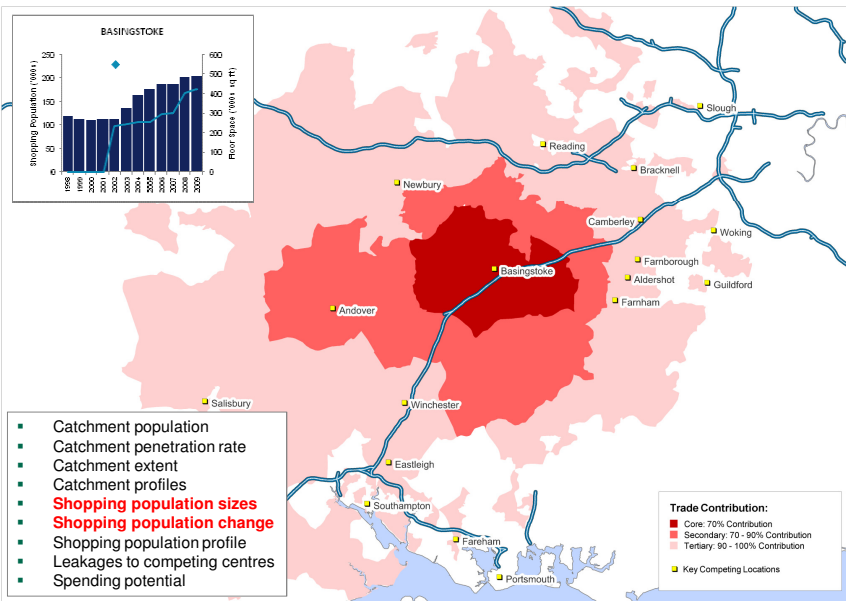 BASINGSTOKE
Shopping Population ('000s)
250
200
150
100
50
0
600
500
400
300
200
100
0
Floor Space ('000s sq ft)
1998
1999
2000
2001
2002
2003
2004
2005
2006
2007
2008
2009
Slough
Reading
Bracknell
Newbury
Camberley
Woking
Farnborough
Basingstoke
Aldershot
Guildford
Farnham
Andover
Salisbury
Winchester
Eastleigh
Southampton
Fareham
Portsmouth
▪ Catchment population
▪ Catchment penetration rate
▪ Catchment extent
▪ Catchment profiles
▪ Shopping population sizes
▪ Shopping population change
▪ Shopping population profile
▪ Leakages to competing centres
▪ Spending potential
Trade Contribution:
Core: 70% Contribution
Secondary: 70 - 90% Contribution
Tertiary: 90 - 100% Contribution
Key Competing Locations